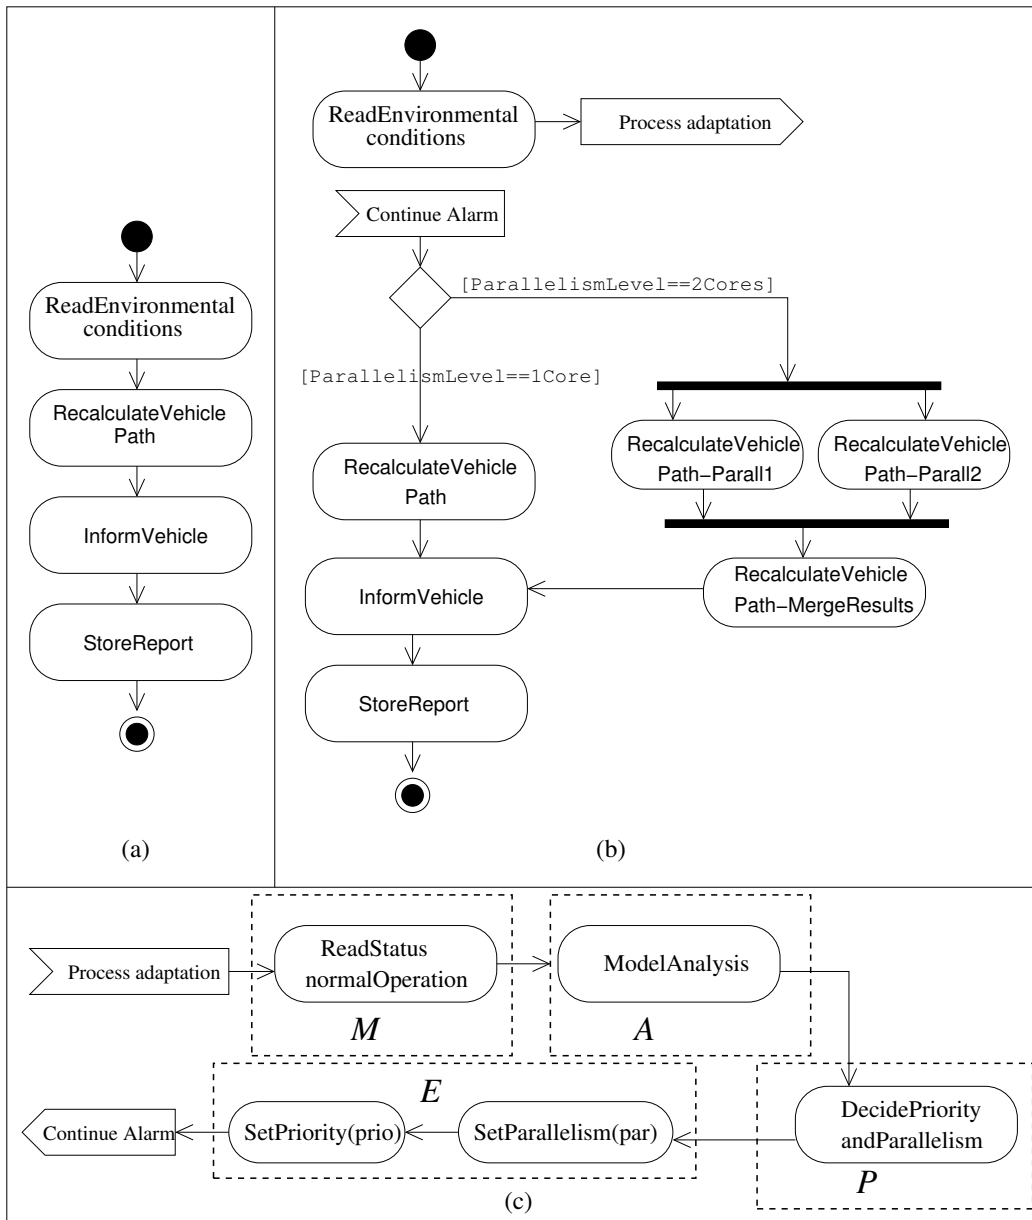 ReadEnvironmental
conditions
RecalculateVehicle
Path
InformVehicle
StoreReport
(a)
ReadEnvironmental
conditions
Process adaptation
Continue Alarm
[ParallelismLevel==2Cores]
[ParallelismLevel==1Core]
RecalculateVehicle
Path
RecalculateVehicle
Path-Parall1
RecalculateVehicle
Path-Parall2
RecalculateVehicle
Path-MergeResults
InformVehicle
StoreReport
(b)
Process adaptation
ReadStatus
normalOperation
M
ModelAnalysis
A
DecidePriority
andParallelism
P
E
SetParallelism(par)
SetPriority(prio)
Continue Alarm
(c)